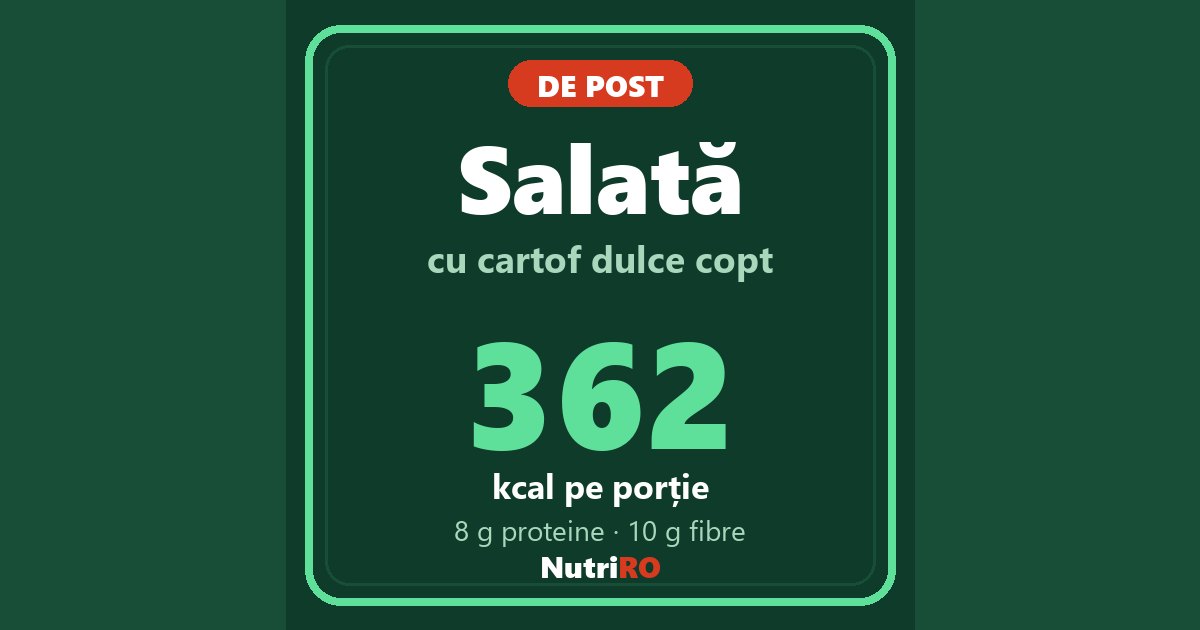 DE POST
Salată
cu cartof dulce copt
362
kcal pe porție
8 g proteine · 10 g fibre
NutriRO